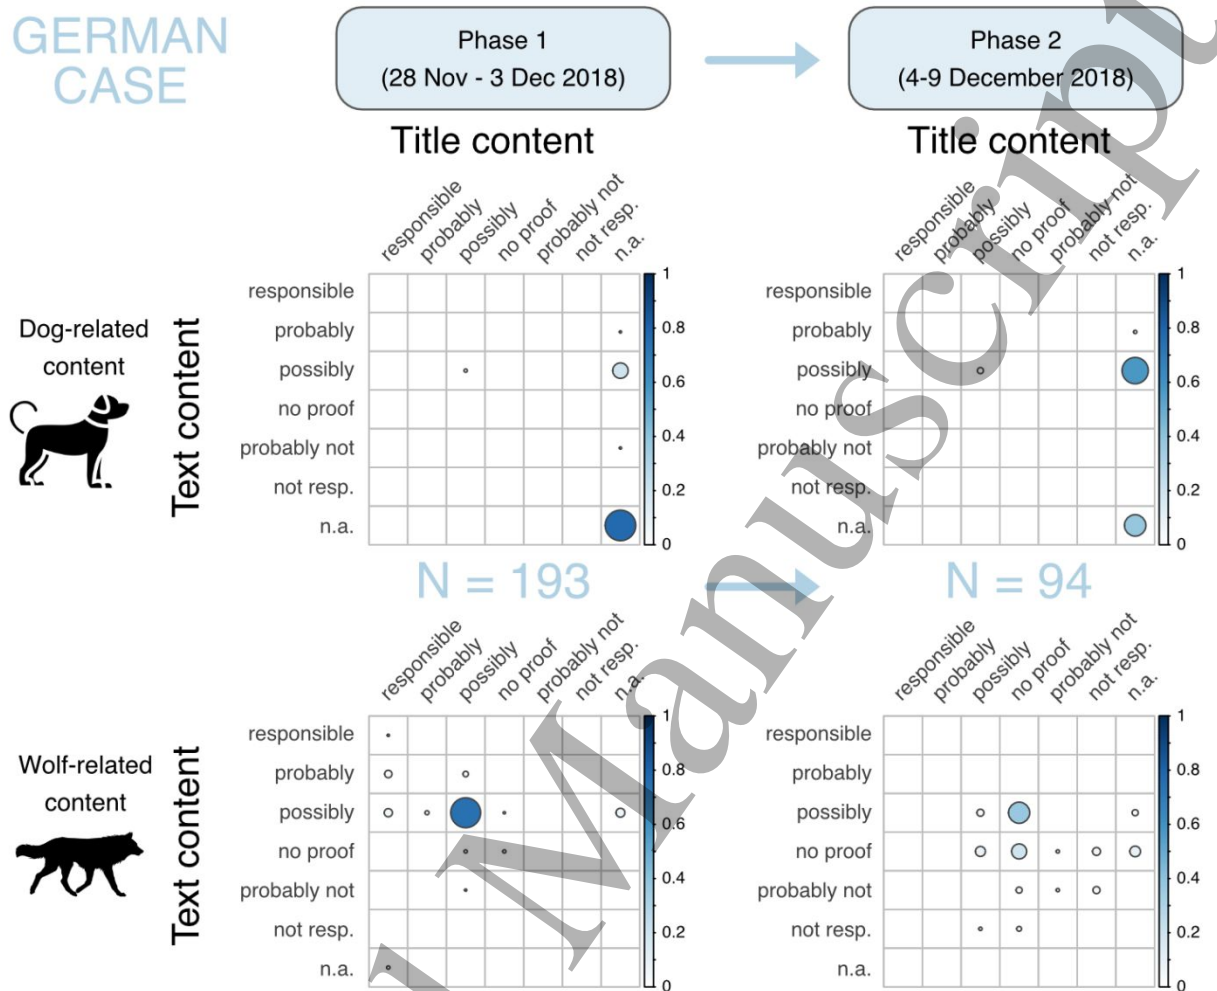 GERMAN
CASE
Phase 1
(28 Nov - 3 Dec 2018)
Phase 2
(4-9 December 2018)
Title content
Title content
responsible
probably
possibly
no proof
probably not
not resp.
n.a.
responsible
probably
possibly
no proof
probably not
not resp.
n.a.
Dog-related
content
Text content
responsible
probably
possibly
no proof
probably not
not resp.
n.a.
1
0.8
0.6
0.4
0.2
0
responsible
probably
possibly
no proof
probably not
not resp.
n.a.
1
0.8
0.6
0.4
0.2
0
N = 193
N = 94
responsible
probably
possibly
no proof
probably not
not resp.
n.a.
responsible
probably
possibly
no proof
probably not
not resp.
n.a.
Wolf-related
content
Text content
responsible
probably
possibly
no proof
probably not
not resp.
n.a.
1
0.8
0.6
0.4
0.2
0
responsible
probably
possibly
no proof
probably not
not resp.
n.a.
1
0.8
0.6
0.4
0.2
0
Manuscript